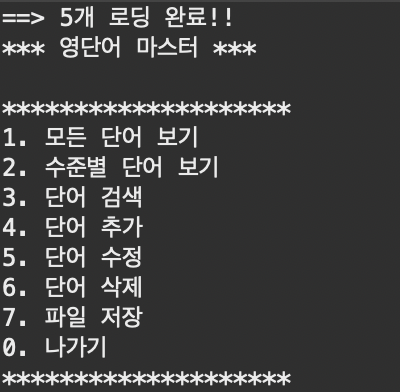 ==> 5개 로딩 완료!!
*** 영단어 마스터 ***
********************
1. 모든 단어 보기
2. 수준별 단어 보기
3. 단어 검색
4. 단어 추가
5. 단어 수정
6. 단어 삭제
7. 파일 저장
0. 나가기
********************